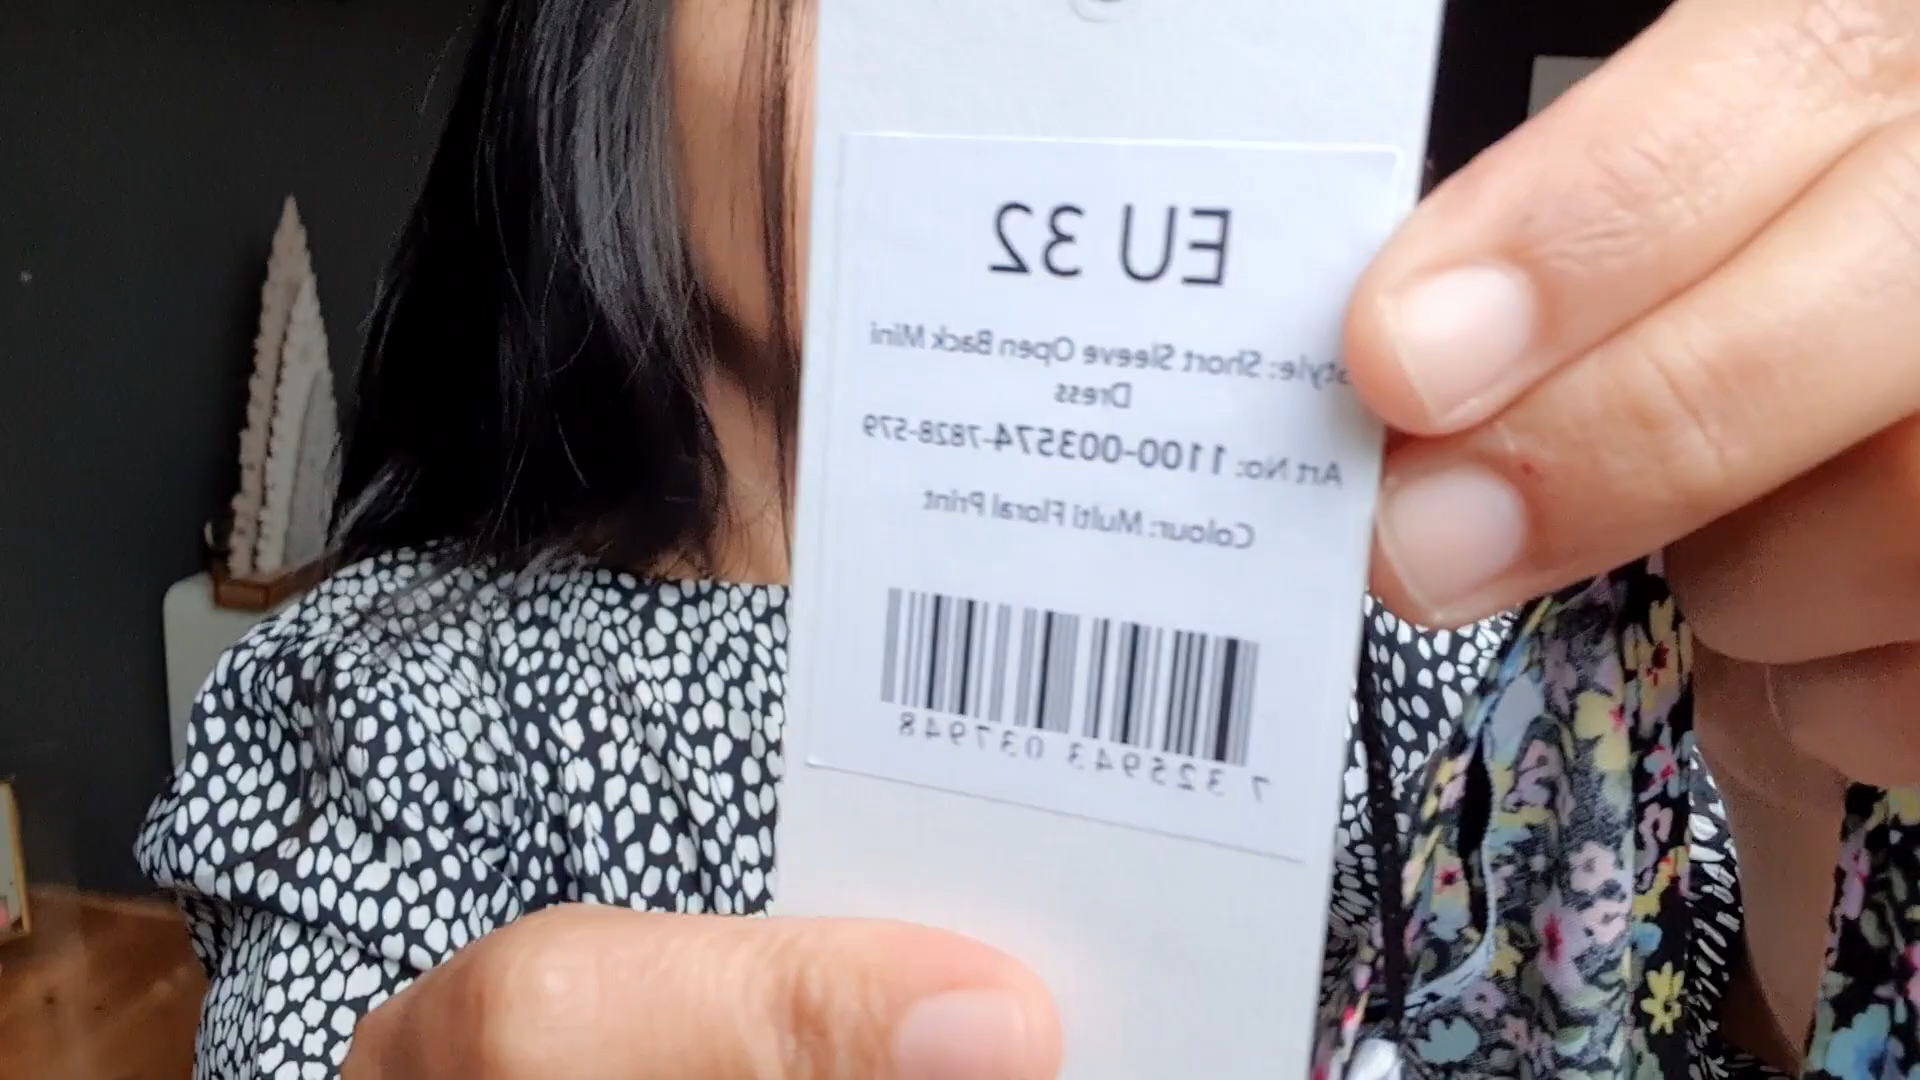 EU 32
Style: Short Sleeve Open Back Mini
Dress
Art No: 1100-003574-7828-579
Colour: Multi Floral Print
7 325943 037948